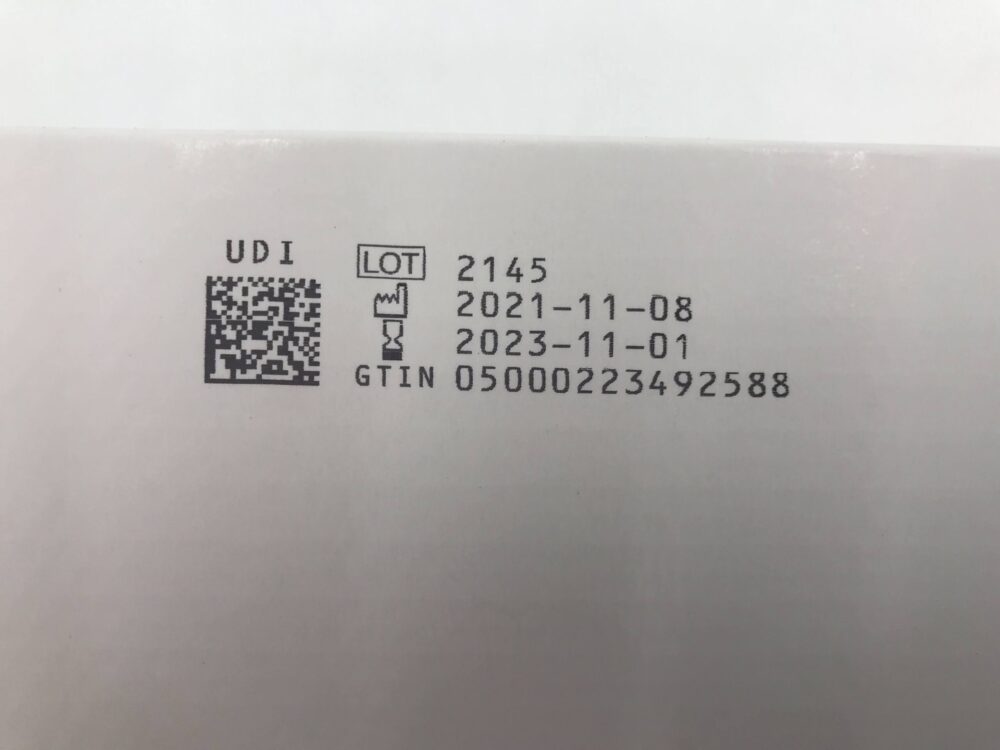 UDI
LOT 2145
2021-11-08
2023-11-01
GTIN 05000223492588